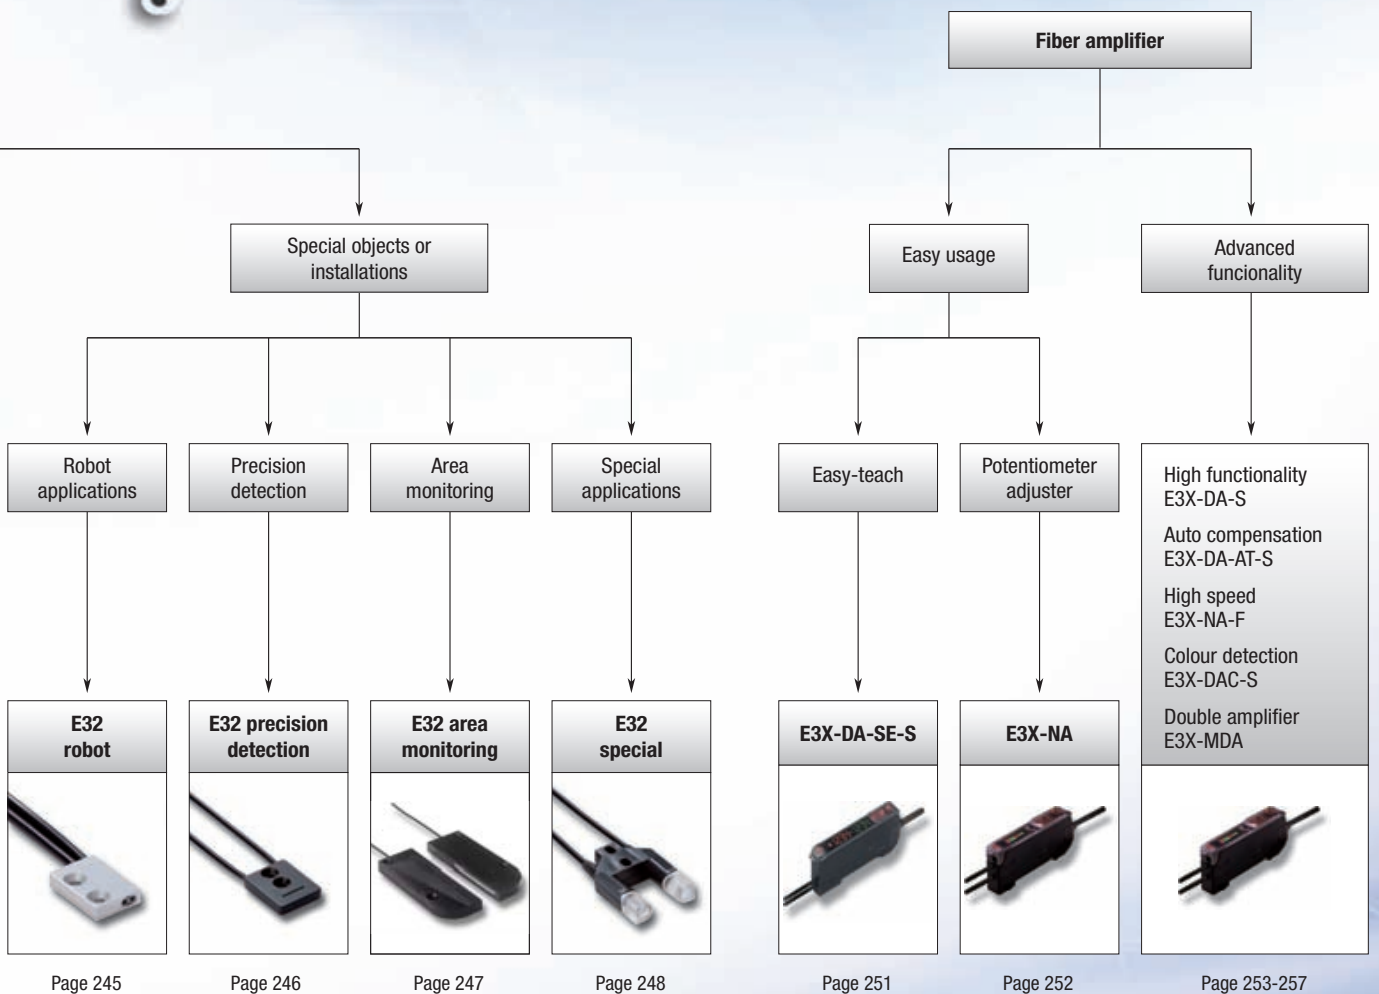 Fiber amplifier
Special objects or
installations
Easy usage
Advanced
funcionality
Robot
applications
Precision
detection
Area
monitoring
Special
applications
Easy-teach
Potentiometer
adjuster
High functionality
E3X-DA-S
Auto compensation
E3X-DA-AT-S
High speed
E3X-NA-F
Colour detection
E3X-DAC-S
Double amplifier
E3X-MDA
E32
robot
E32 precision
detection
E32 area
monitoring
E32
special
E3X-DA-SE-S
E3X-NA
Page 245
Page 246
Page 247
Page 248
Page 251
Page 252
Page 253-257